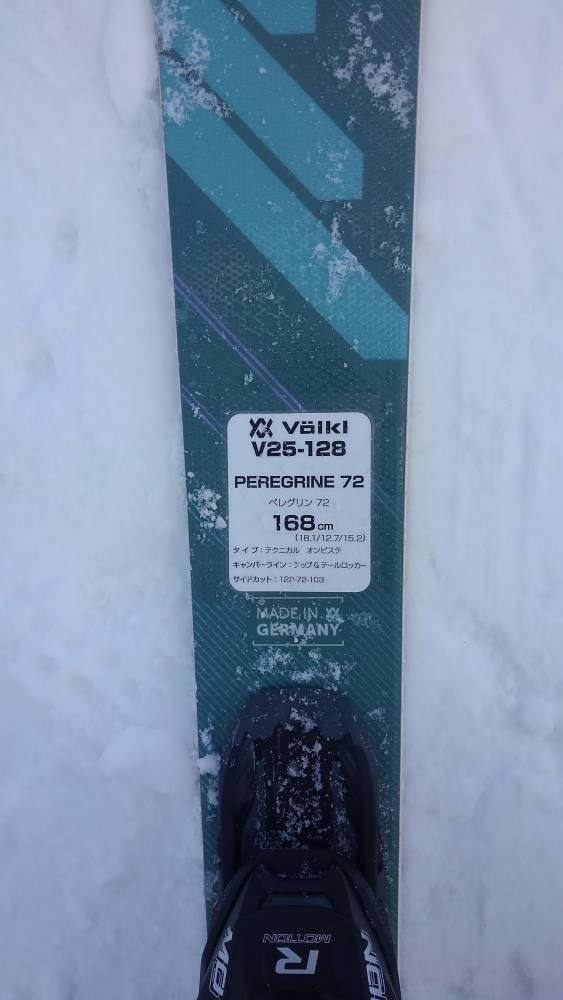 Völkl
V25-128
PEREGRINE 72
ペレグリン 72
168cm
(18.1/12.7/15.2)
タイプ：テクニカル オンピステ
キャンバーライン：チップ＆テールロッカー
サイドカット：122-72-103
MADE IN
GERMANY
R
MOTION